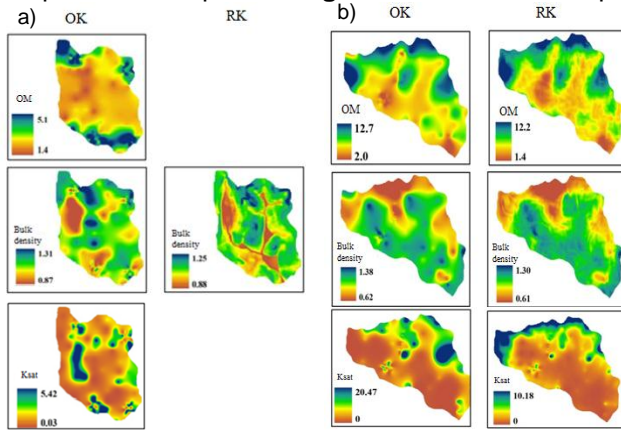 a)
OK
RK
OM
5.1
1.4
Bulk
density
1.31
0.87
Bulk
density
1.25
0.88
Ksat
5.42
0.03
b)
OK
RK
OM
12.7
2.0
OM
12.2
1.4
Bulk
density
1.38
0.62
Bulk
density
1.30
0.61
Ksat
20.47
0
Ksat
10.18
0